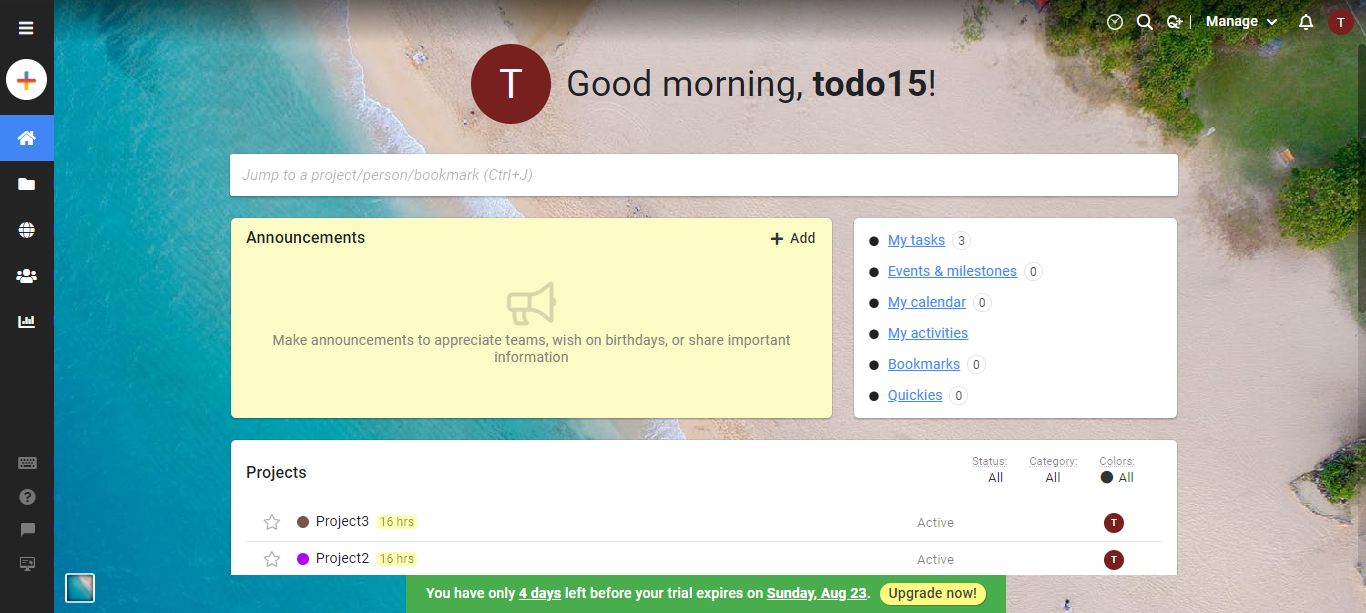 Manage
T
T
Good morning, todo15!
Jump to a project/person/bookmark (Ctrl+J)
Announcements
Add
Make announcements to appreciate teams, wish on birthdays, or share important
information
My tasks 3
Events & milestones 0
My calendar 0
My activities
Bookmarks 0
Quickies 0
Projects
Status: Category: Colors:
All All All
Project3 16 hrs Active T
Project2 16 hrs Active T
You have only 4 days left before your trial expires on Sunday, Aug 23. Upgrade now!